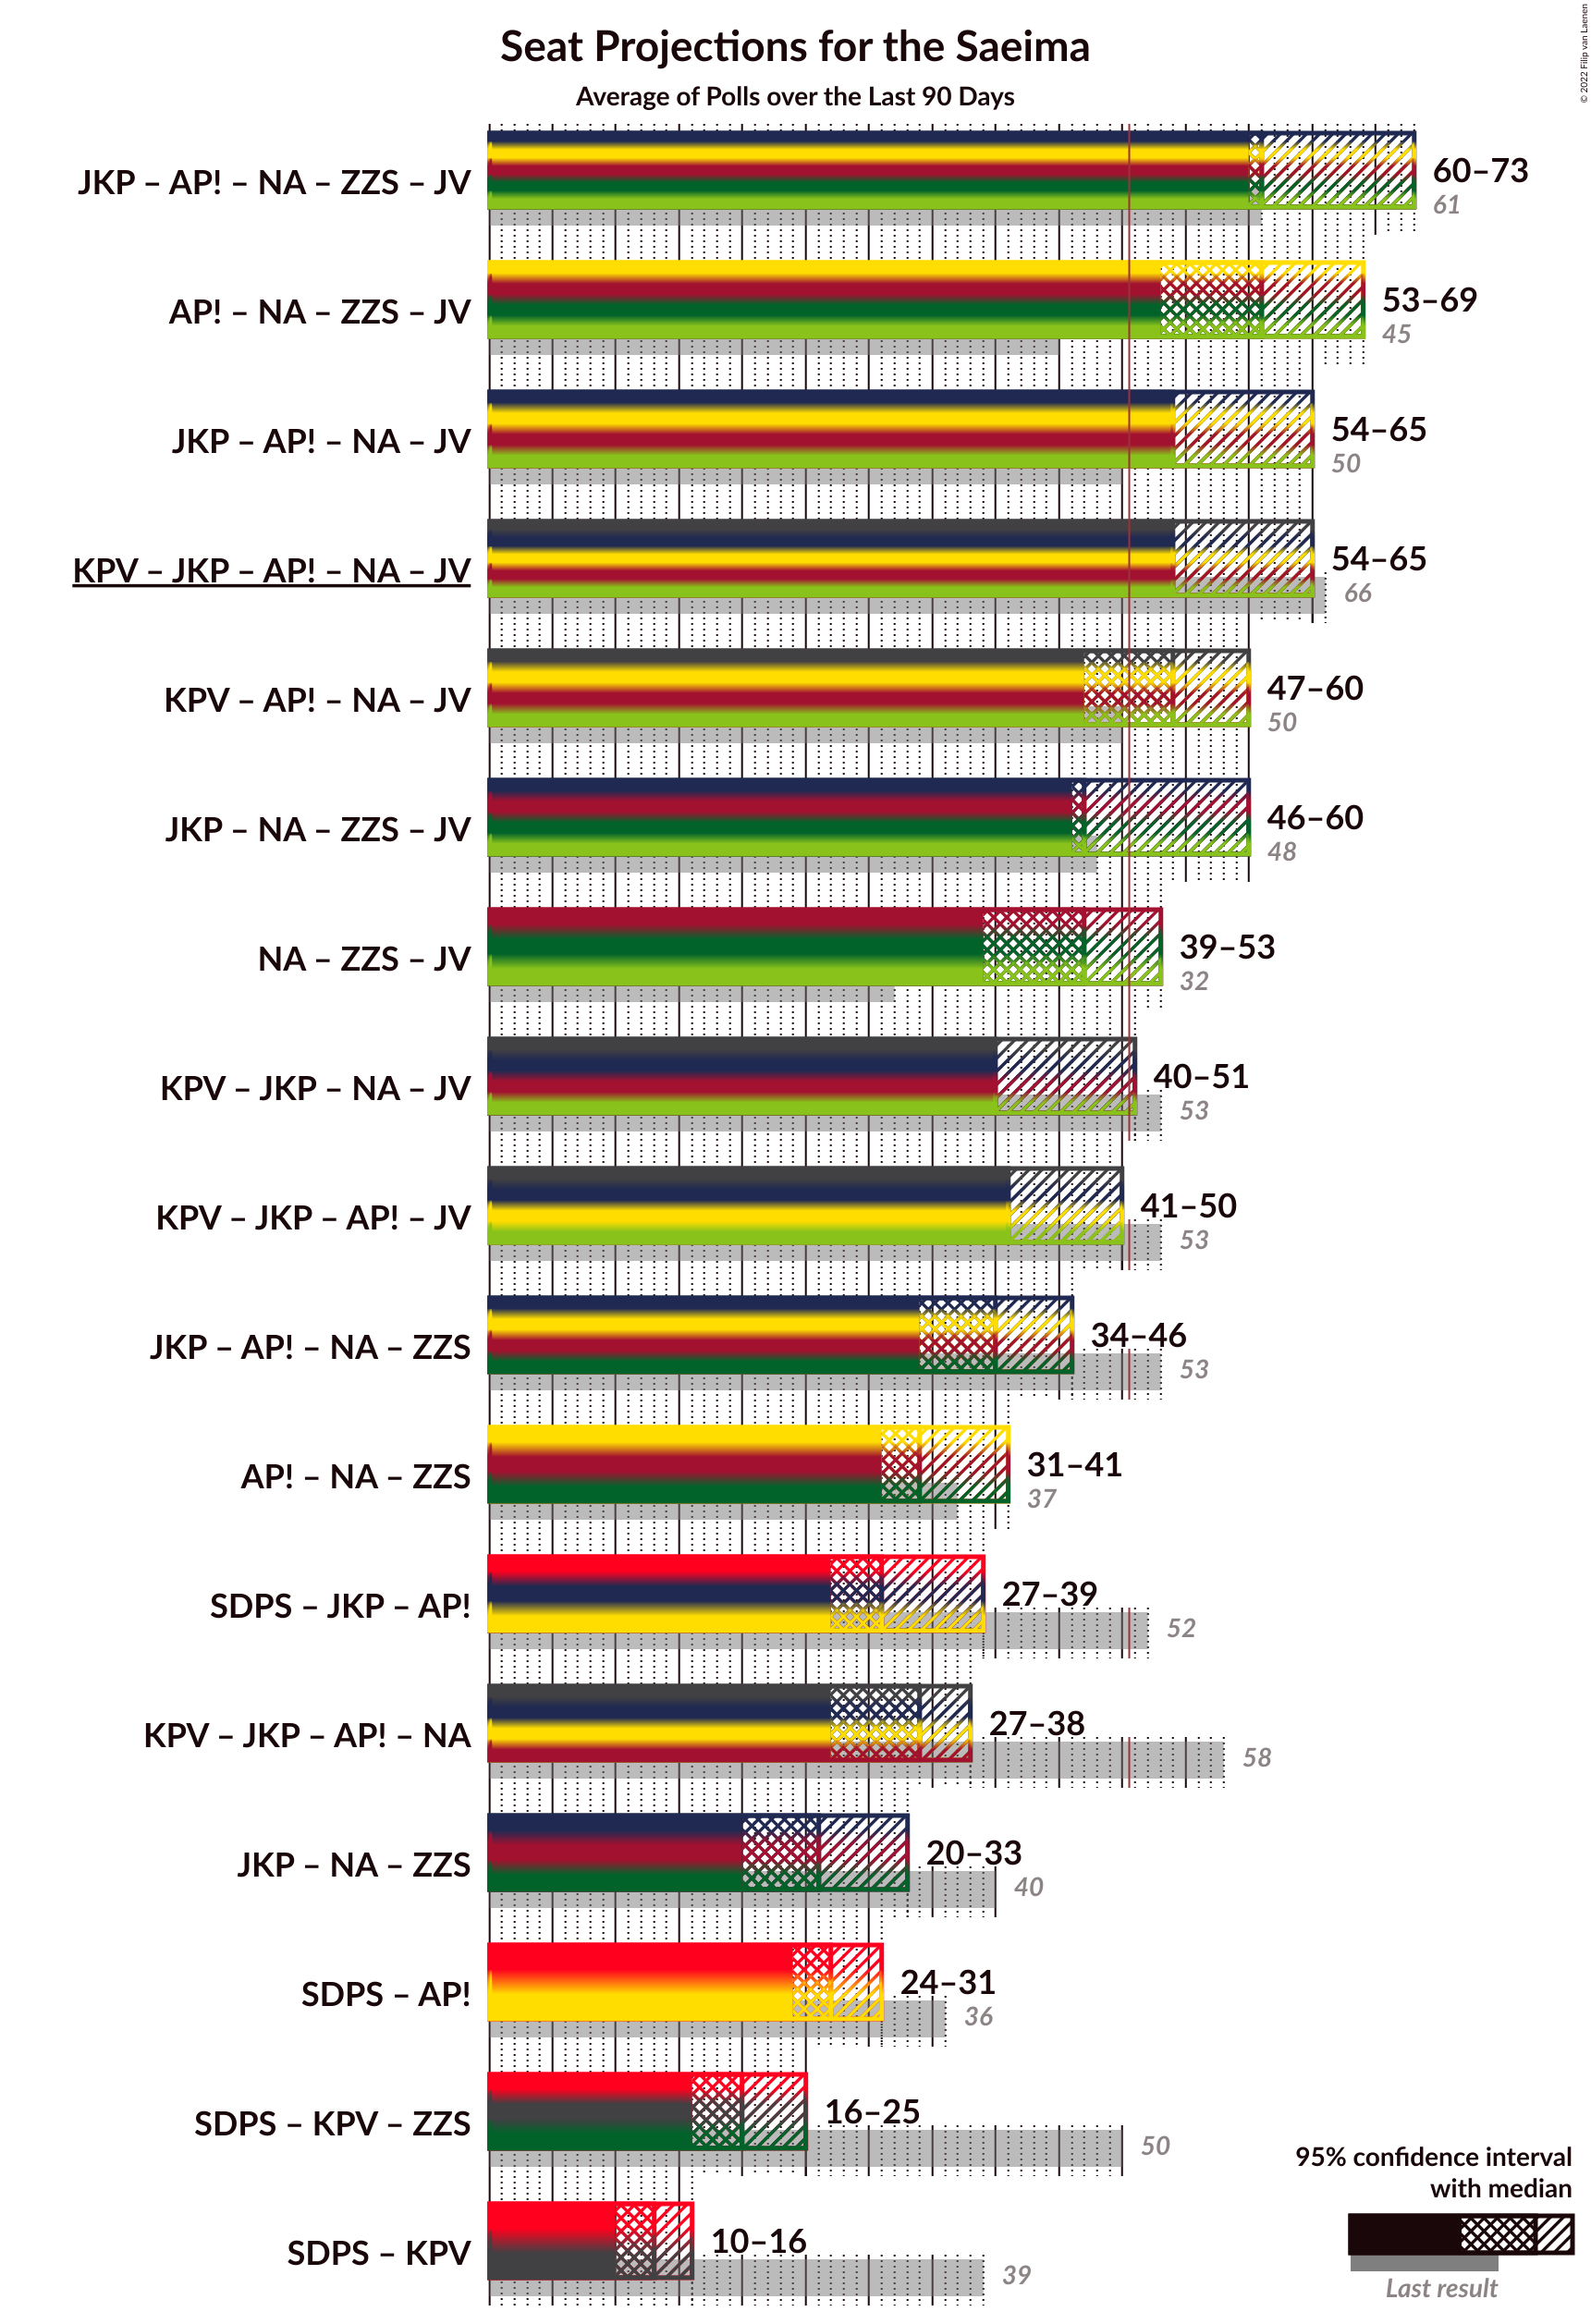 Seat Projections for the Saeima
Average of Polls over the Last 90 Days
© 2022 Filip van Laenen
JKP – AP! – NA – ZZS – JV
60–73
61
AP! – NA – ZZS – JV
53–69
45
JKP – AP! – NA – JV
54–65
50
KPV – JKP – AP! – NA – JV
54–65
66
KPV – AP! – NA – JV
47–60
50
JKP – NA – ZZS – JV
46–60
48
NA – ZZS – JV
39–53
32
KPV – JKP – NA – JV
40–51
53
KPV – JKP – AP! – JV
41–50
53
JKP – AP! – NA – ZZS
34–46
53
AP! – NA – ZZS
31–41
37
SDPS – JKP – AP!
27–39
52
KPV – JKP – AP! – NA
27–38
58
JKP – NA – ZZS
20–33
40
SDPS – AP!
24–31
36
SDPS – KPV – ZZS
16–25
50
SDPS – KPV
10–16
39
95% confidence interval
with median
Last result